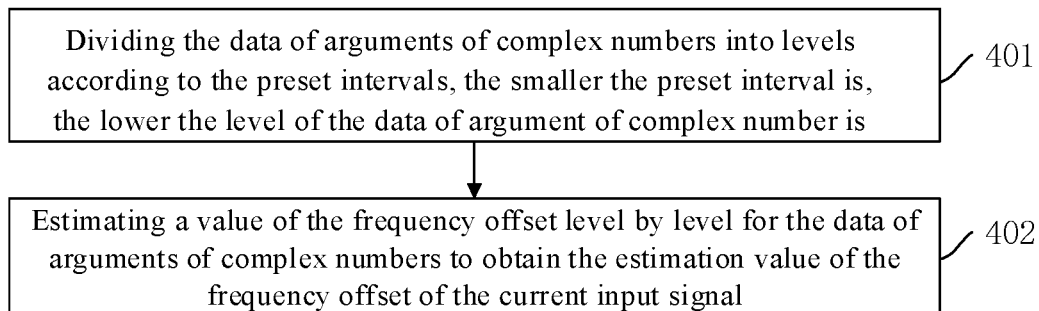 Dividing the data of arguments of complex numbers into levels
according to the preset intervals, the smaller the preset interval is,
the lower the level of the data of argument of complex number is
401
Estimating a value of the frequency offset level by level for the data of
arguments of complex numbers to obtain the estimation value of the
frequency offset of the current input signal
402